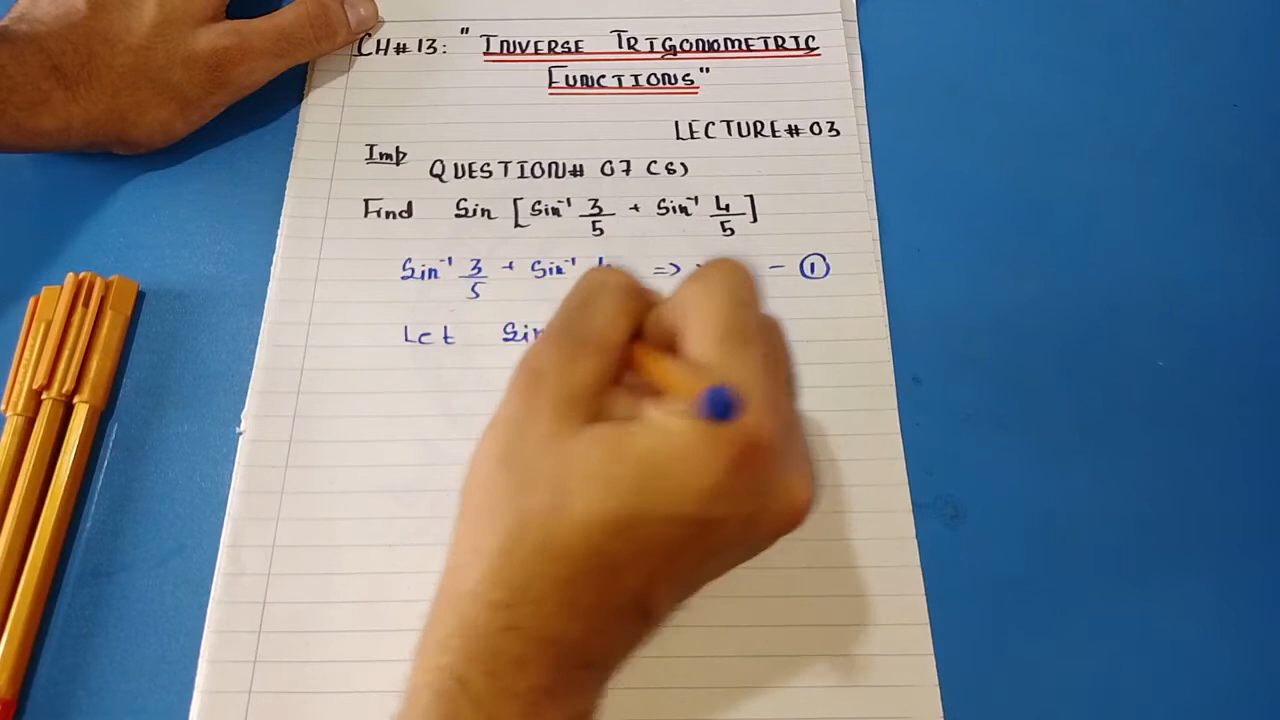 CH# 13: " INVERSE TRIGONOMETRIC
FUNCTIONS"
LECTURE# 03
Imp
QUESTION# 07 (S)
Find Sin [Sin⁻¹ 3/5 + Sin⁻¹ 4/5]
Sin⁻¹ 3/5 + Sin⁻¹ => - ①
Let